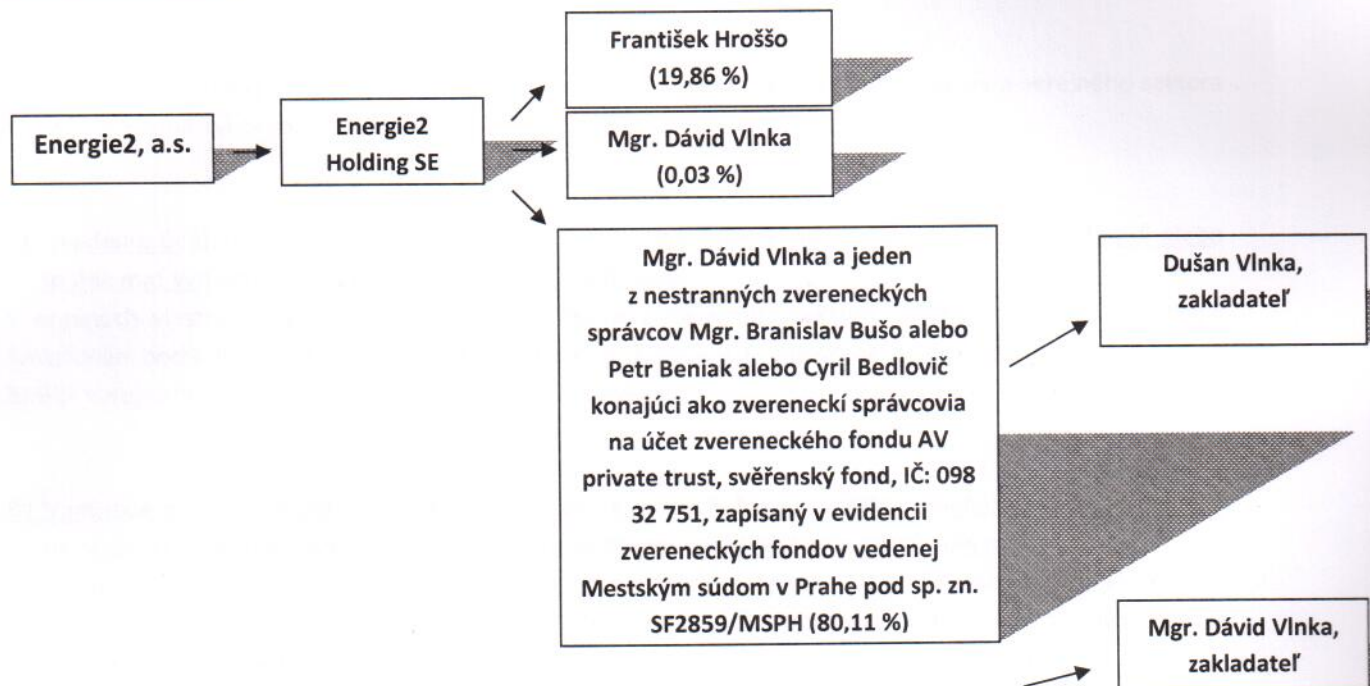 Energie2, a.s.
Energie2
Holding SE
František Hroššo
(19,86 %)
Mgr. Dávid Vlnka
(0,03 %)
Mgr. Dávid Vlnka a jeden
z nestranných zvereneckých
správcov Mgr. Branislav Bušo alebo
Petr Beniak alebo Cyril Bedlovič
konajúci ako zvereneckí správcovia
na účet zvereneckého fondu AV
private trust, svěřenský fond, IČ: 098
32 751, zapísaný v evidencii
zvereneckých fondov vedenej
Mestským súdom v Prahe pod sp. zn.
SF2859/MSPH (80,11 %)
Dušan Vlnka,
zakladateľ
Mgr. Dávid Vlnka,
zakladateľ